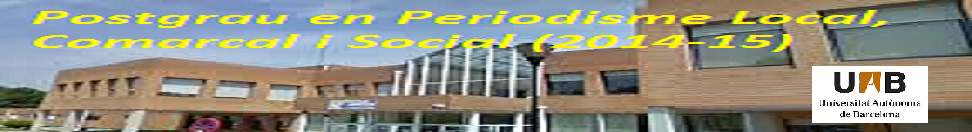 Postgrau en Periodisme Local,
Comarcal i Social (2014-15)
UAB
Universitat Autònoma
de Barcelona